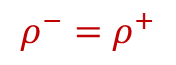 ρ⁻ = ρ⁺